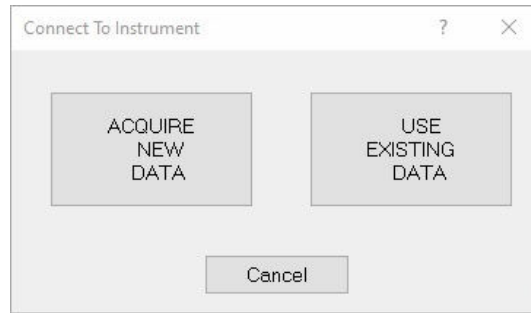 Connect To Instrument ?
ACQUIRE
NEW
DATA
USE
EXISTING
DATA
Cancel